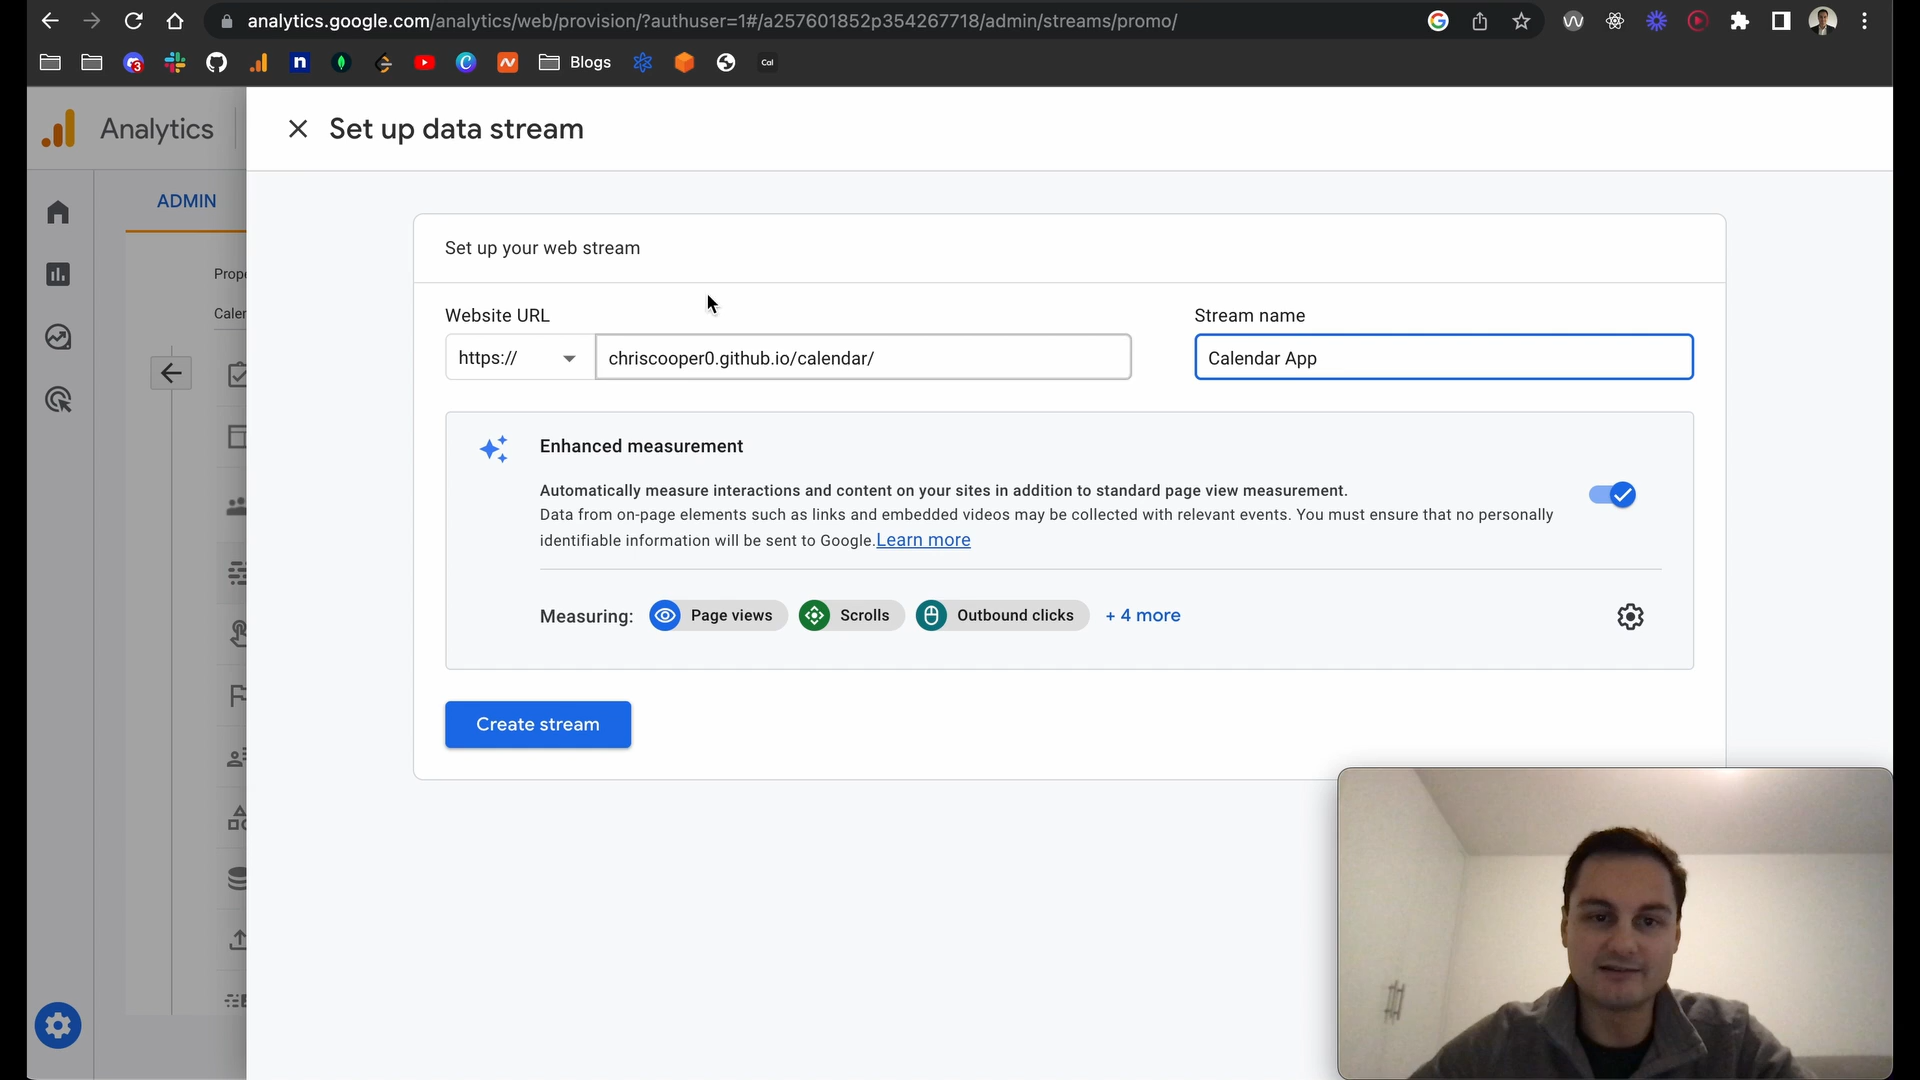 analytics.google.com/analytics/web/provision/?authuser=1#/a257601852p354267718/admin/streams/promo/
3
Blogs
Cal
Analytics
Set up data stream
ADMIN
Set up your web stream
Prope
Website URL
Stream name
Calen
https://
chriscooper0.github.io/calendar/
Calendar App
Enhanced measurement
Automatically measure interactions and content on your sites in addition to standard page view measurement.
Data from on-page elements such as links and embedded videos may be collected with relevant events. You must ensure that no personally
identifiable information will be sent to Google.Learn more
Measuring:
Page views
Scrolls
Outbound clicks
+ 4 more
Create stream